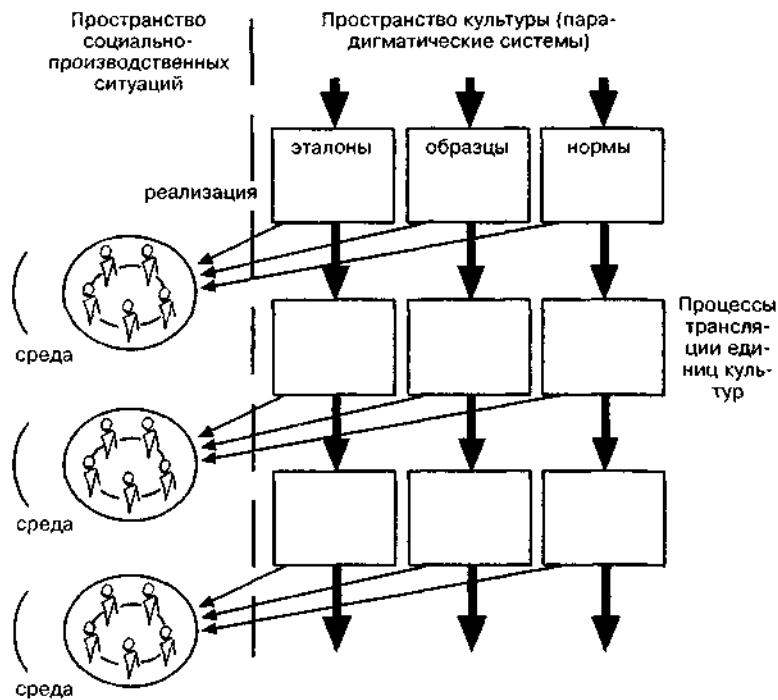 Пространство
социально-
производственных
ситуаций
Пространство культуры (пара-
дигматические системы)
эталоны
образцы
нормы
реализация
среда
Процессы
трансля-
ции еди-
ниц куль-
тур
среда
среда